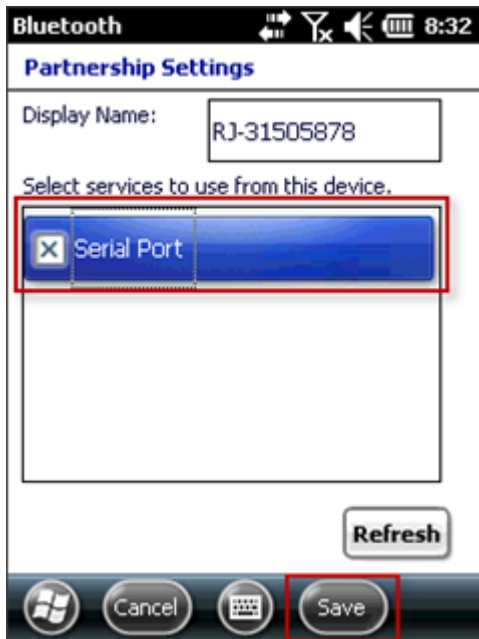 Bluetooth 8:32
Partnership Settings
Display Name: RJ-31505878
Select services to use from this device.
Serial Port
Refresh
Cancel Save